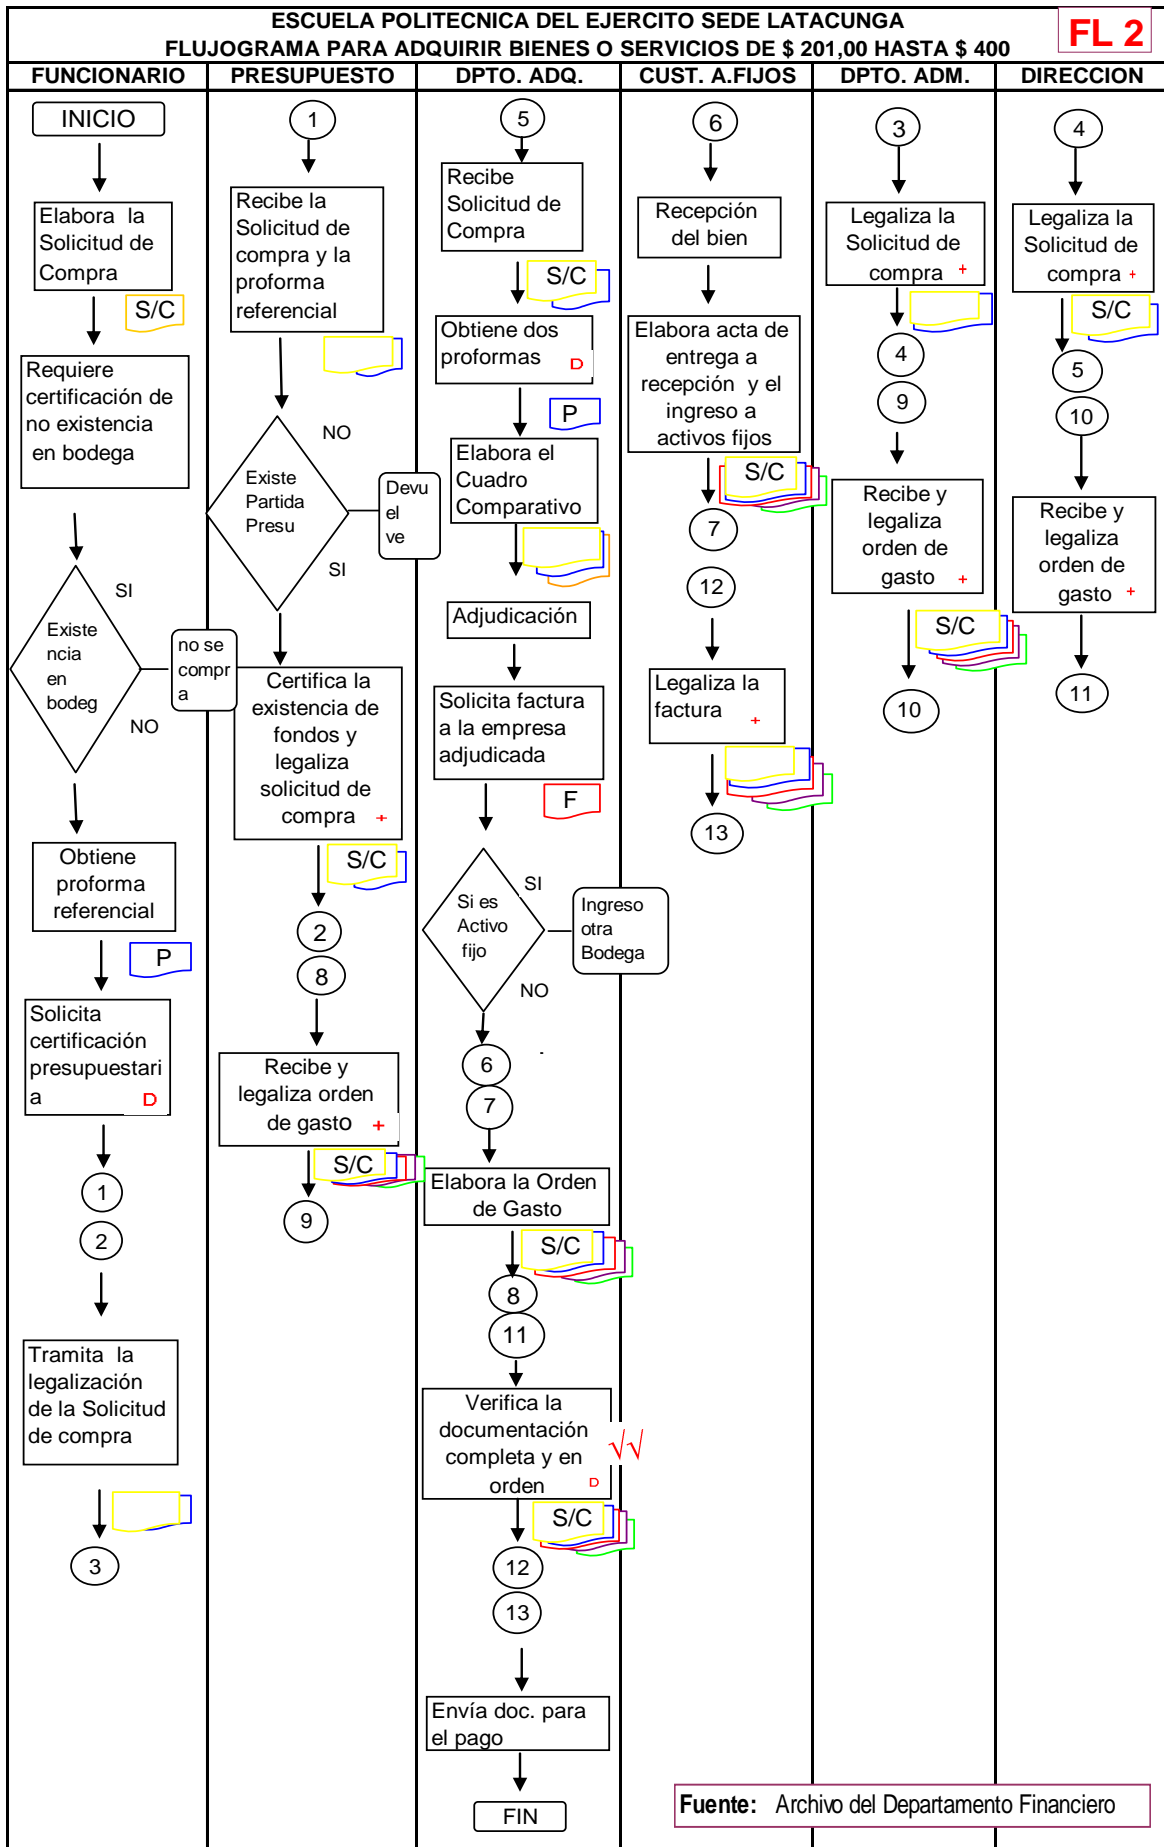 ESCUELA POLITECNICA DEL EJERCITO SEDE LATACUNGA
FLUJOGRAMA PARA ADQUIRIR BIENES O SERVICIOS DE $ 201,00 HASTA $ 400
FL 2
FUNCIONARIO
INICIO
Elabora la
Solicitud de
Compra
S/C
Requiere
certificación de
no existencia
en bodega
SI
Existe
ncia
en
bodeg
no se
compr
a
NO
Obtiene
proforma
referencial
P
Solicita
certificación
presupuestari
a
D
1
2
Tramita la
legalización
de la Solicitud
de compra
3
PRESUPUESTO
1
Recibe la
Solicitud de
compra y la
proforma
referencial
NO
Existe
Partida
Presu
Devu
el
ve
SI
Certifica la
existencia de
fondos y
legaliza
solicitud de
compra +
S/C
2
8
Recibe y
legaliza orden
de gasto +
S/C
9
DPTO. ADQ.
5
Recibe
Solicitud de
Compra
S/C
Obtiene dos
proformas D
P
Elabora el
Cuadro
Comparativo
Adjudicación
Solicita factura
a la empresa
adjudicada
F
SI
Si es
Activo
fijo
Ingreso
otra
Bodega
NO
6
7
Elabora la Orden
de Gasto
S/C
8
11
Verifica la
documentación
completa y en
orden D
√√
S/C
12
13
Envía doc. para
el pago
FIN
CUST. A.FIJOS
6
Recepción
del bien
Elabora acta de
entrega a
recepción y el
ingreso a
activos fijos
S/C
7
12
Legaliza la
factura +
13
DPTO. ADM.
3
Legaliza la
Solicitud de
compra +
4
9
Recibe y
legaliza
orden de
gasto +
S/C
10
DIRECCION
4
Legaliza la
Solicitud de
compra +
S/C
5
10
Recibe y
legaliza
orden de
gasto +
11
Fuente: Archivo del Departamento Financiero